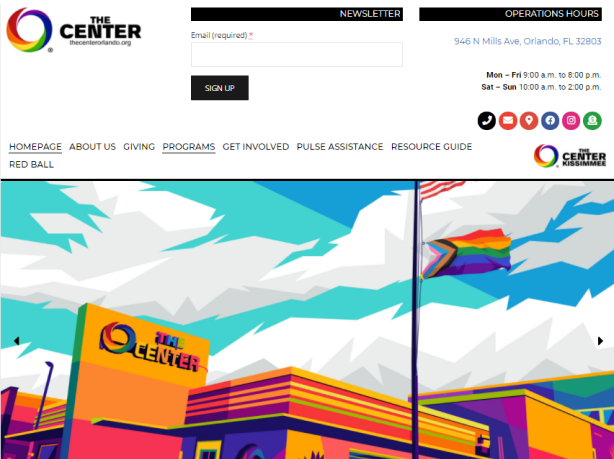 THE
CENTER
thecenterorlando.org
NEWSLETTER
Email (required) *
SIGN UP
OPERATIONS HOURS
946 N Mills Ave, Orlando, FL 32803
Mon – Fri 9:00 a.m. to 8:00 p.m.
Sat – Sun 10:00 a.m. to 2:00 p.m.
HOMEPAGE ABOUT US GIVING PROGRAMS GET INVOLVED PULSE ASSISTANCE RESOURCE GUIDE
RED BALL
THE
CENTER
KISSIMMEE
THE
CENTER